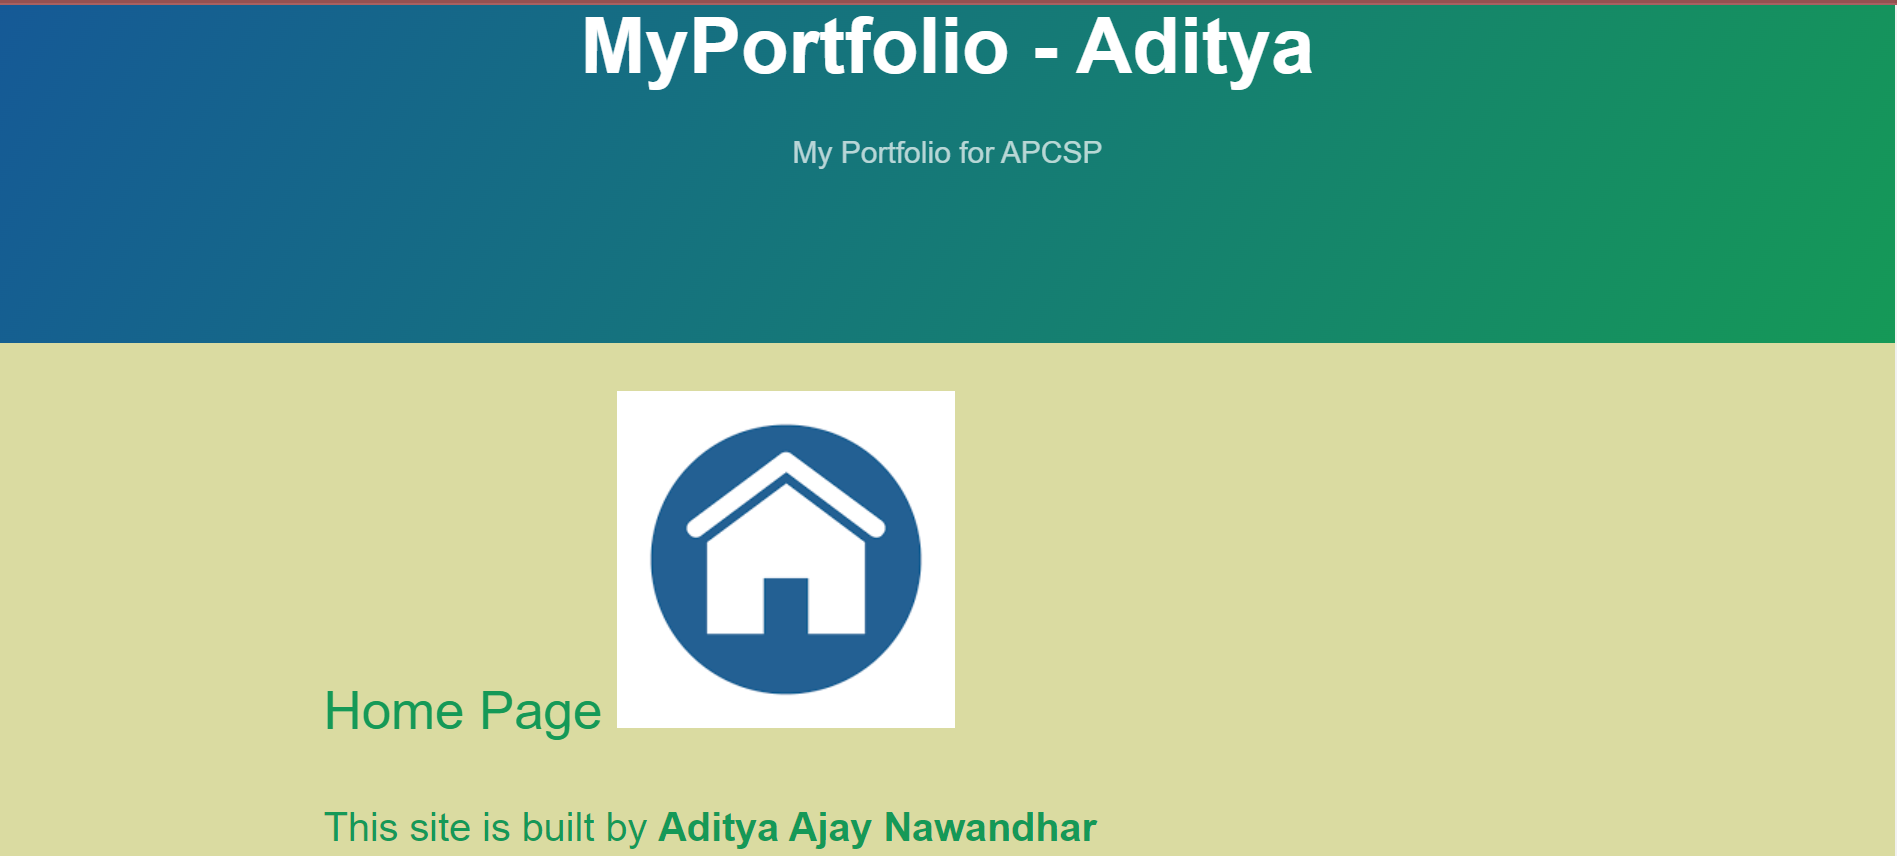 MyPortfolio - Aditya
My Portfolio for APCSP
Home Page
This site is built by Aditya Ajay Nawandhar